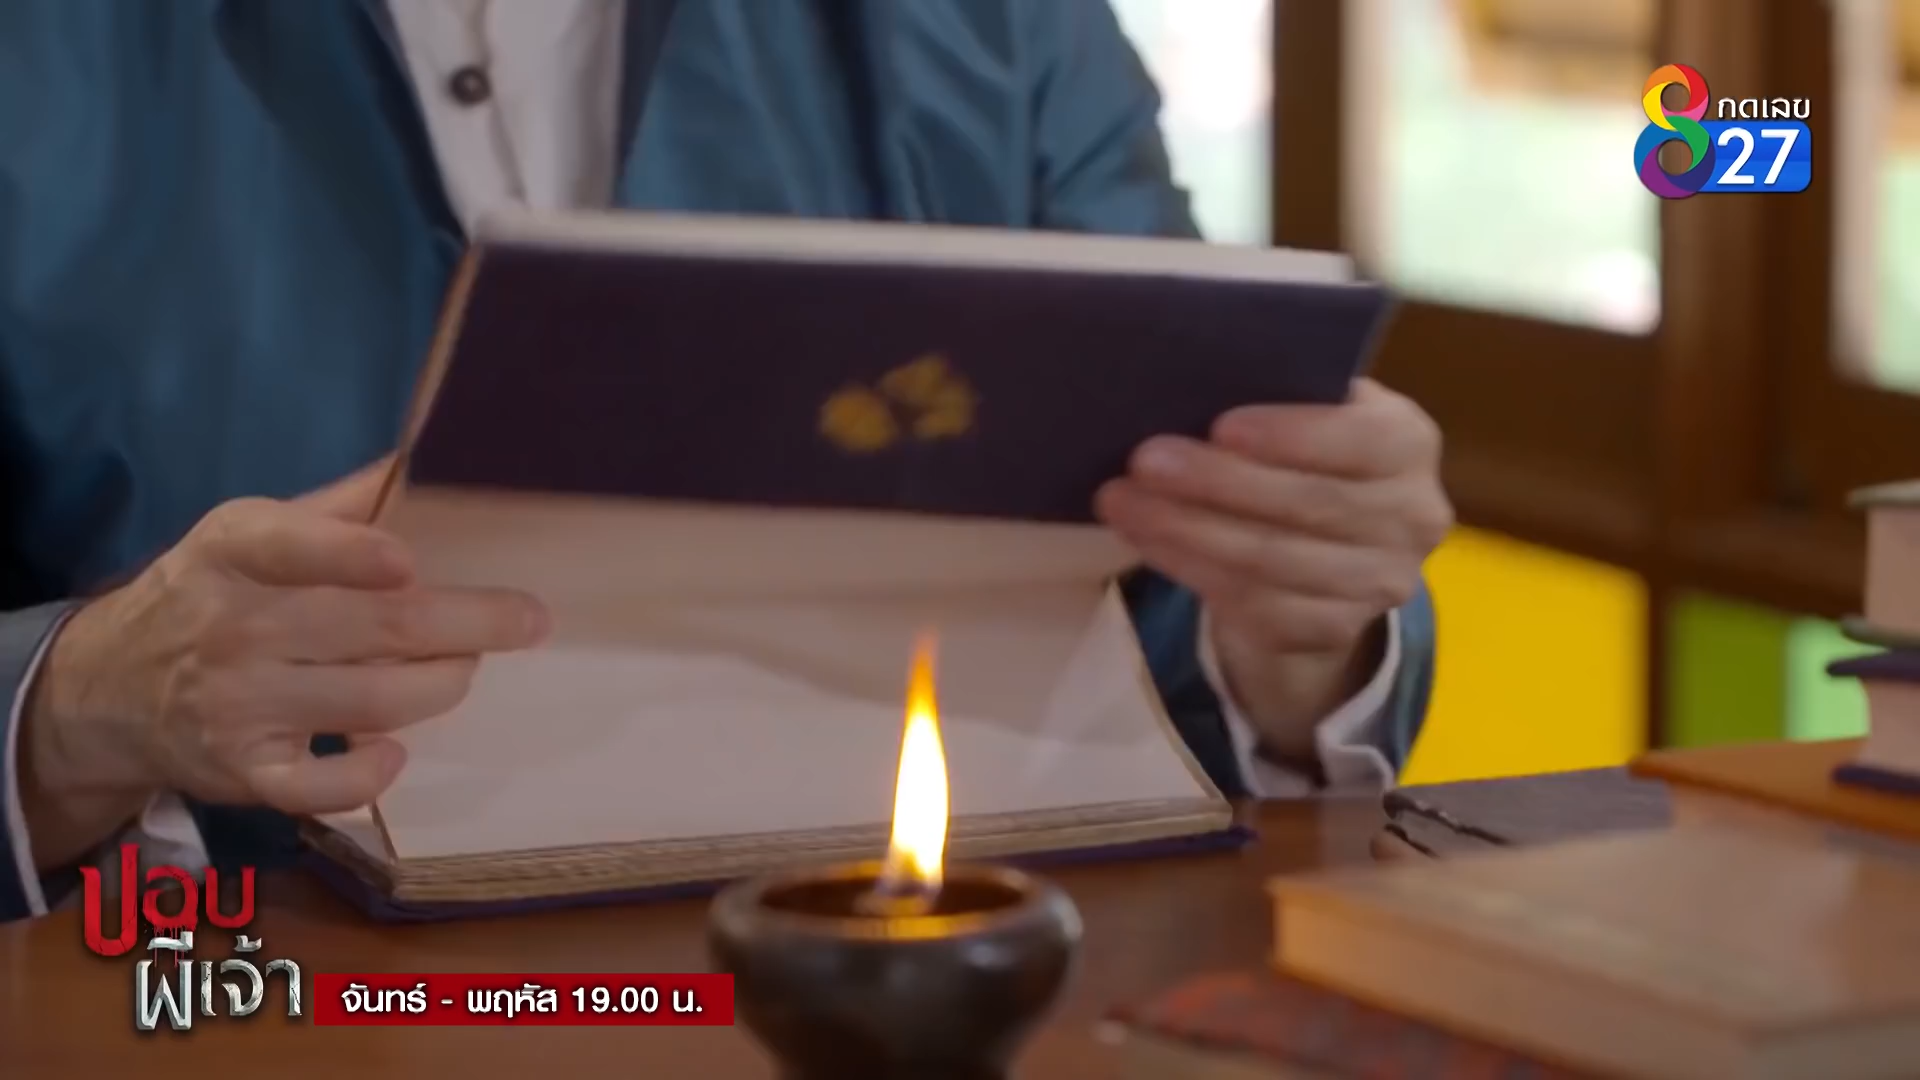 กดเลข
8 27
ปอบ
ผีเจ้า
จันทร์ - พฤหัส 19.00 น.